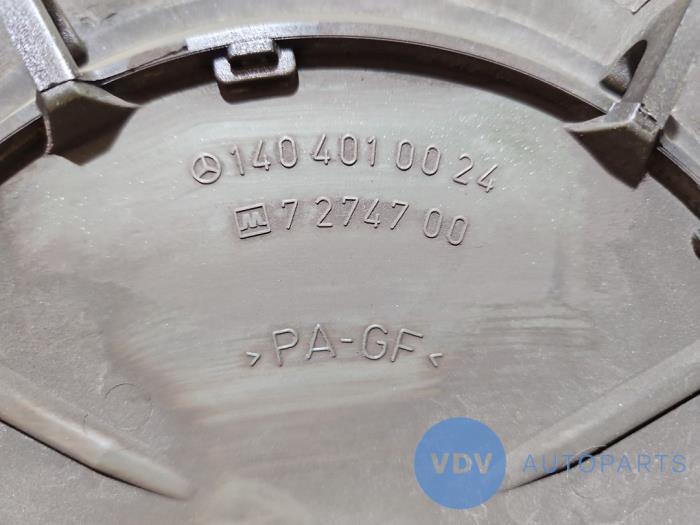 140 401 00 24
7 2747 00
>PA-GF<
VDV AUTOPARTS